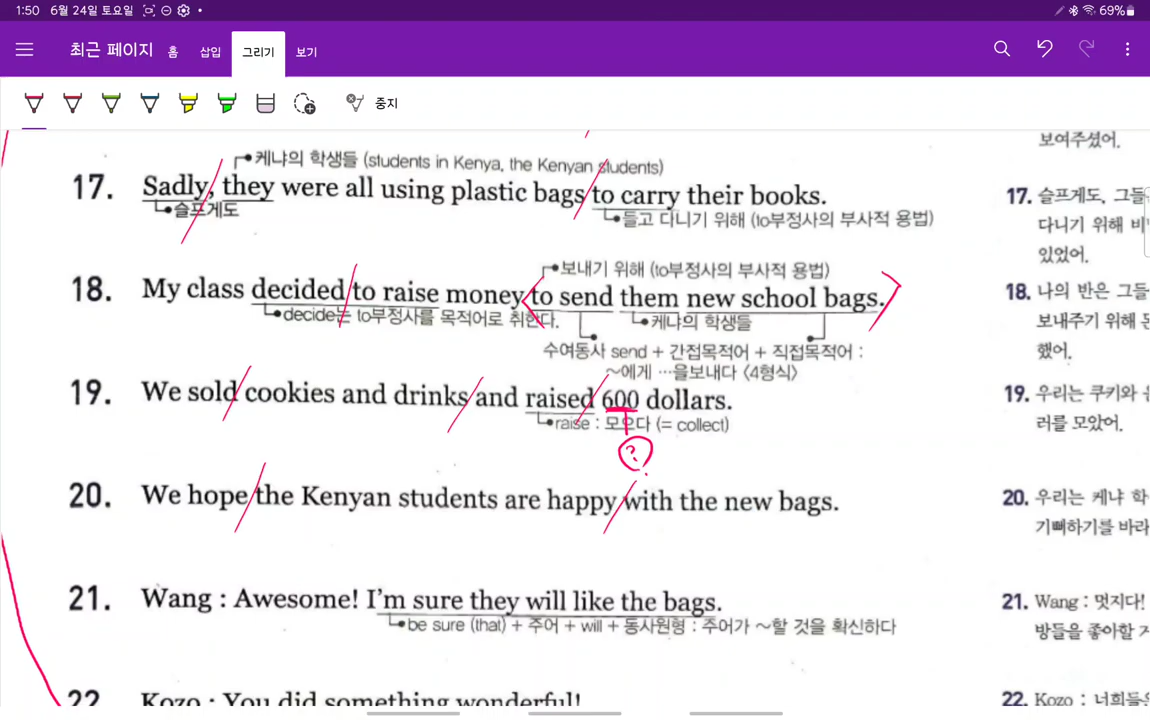 1:50 6월 24일 토요일 69%
최근 페이지 홈 삽입 그리기 보기
중지
보여주셨어.
케냐의 학생들 (students in Kenya, the Kenyan students)
17. Sadly, they were all using plastic bags to carry their books.
슬프게도
들고 다니기 위해 (to부정사의 부사적 용법)
17. 슬프게도, 그들
다니기 위해
있었어.
보내기 위해 (to부정사의 부사적 용법)
18. My class decided to raise money to send them new school bags.
decide는 to부정사를 목적어로 취한다.
케냐의 학생들
수여동사 send + 간접목적어 + 직접목적어 :
~에게 …을보내다 〈4형식〉
18. 나의 반은 그들
보내주기 위해
했어.
19. We sold cookies and drinks and raised 600 dollars.
raise : 모으다 (= collect)
?
19. 우리는 쿠키와
러를 모았어.
20. We hope the Kenyan students are happy with the new bags.
20. 우리는 케냐 학
기뻐하기를 바라
21. Wang : Awesome! I'm sure they will like the bags.
be sure (that) + 주어 + will + 동사원형 : 주어가 ~할 것을 확신하다
21. Wang : 멋지다!
방들을 좋아할
22. Kozo : You did something wonderful!
22. Kozo : 너희들은